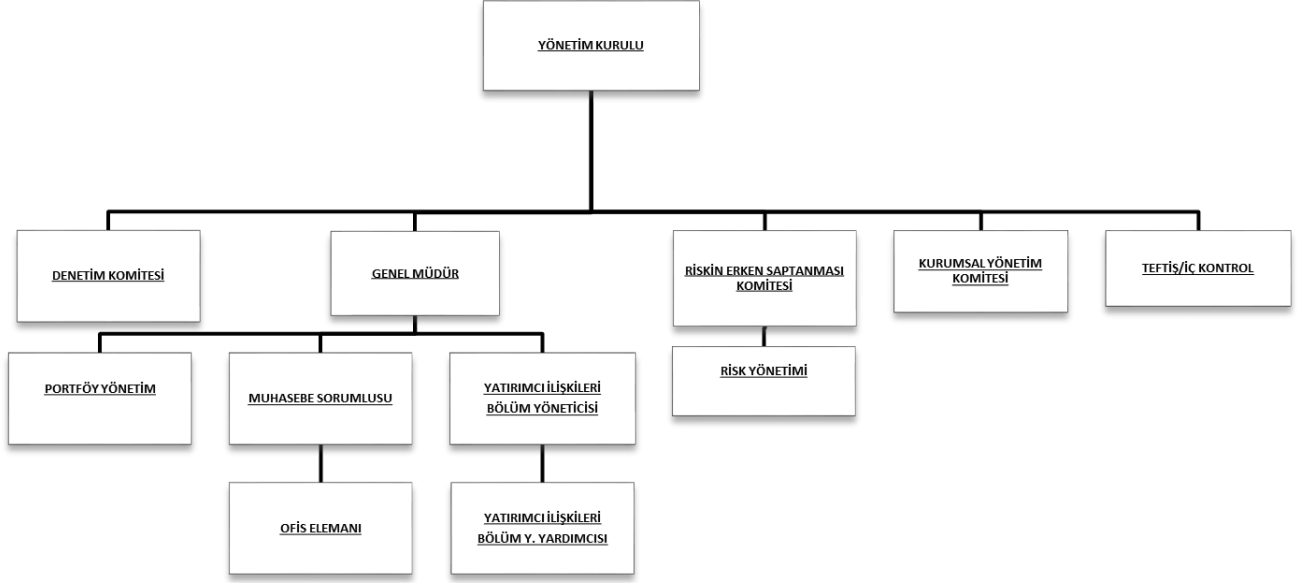 YÖNETİM KURULU
DENETİM KOMİTESİ
GENEL MÜDÜR
RİSKİN ERKEN SAPTANMASI
KOMİTESİ
KURUMSAL YÖNETİM
KOMİTESİ
TEFTİŞ/İÇ KONTROL
PORTFÖY YÖNETİM
MUHASEBE SORUMLUSU
YATIRIMCI İLİŞKİLERİ
BÖLÜM YÖNETİCİSİ
RİSK YÖNETİMİ
OFİS ELEMANI
YATIRIMCI İLİŞKİLERİ
BÖLÜM Y. YARDIMCISI